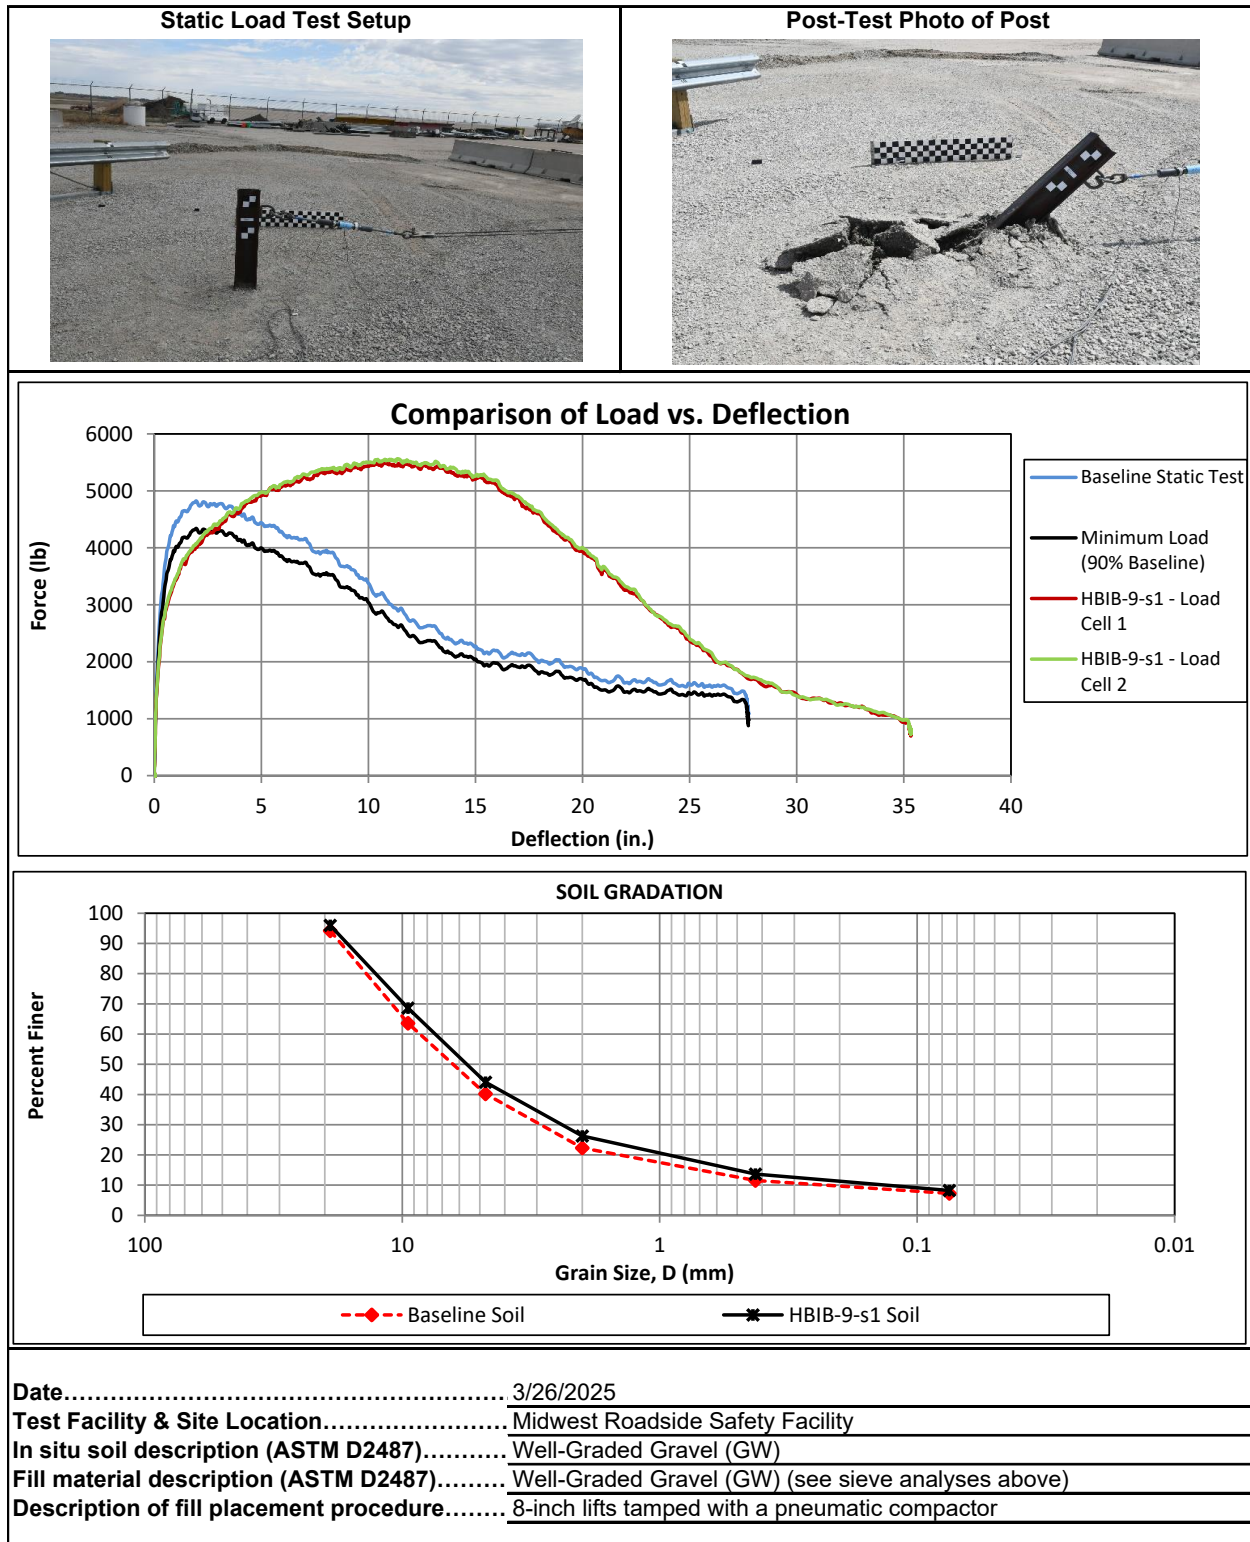 Static Load Test Setup
Post-Test Photo of Post
Comparison of Load vs. Deflection
6000
5000
4000
3000
2000
1000
0
Force (lb)
0 5 10 15 20 25 30 35 40
Deflection (in.)
Baseline Static Test
Minimum Load
(90% Baseline)
HBIB-9-s1 - Load
Cell 1
HBIB-9-s1 - Load
Cell 2
SOIL GRADATION
100
90
80
70
60
50
40
30
20
10
0
Percent Finer
100 10 1 0.1 0.01
Grain Size, D (mm)
Baseline Soil
HBIB-9-s1 Soil
Date.................................................... 3/26/2025
Test Facility & Site Location........................ Midwest Roadside Safety Facility
In situ soil description (ASTM D2487)........... Well-Graded Gravel (GW)
Fill material description (ASTM D2487)......... Well-Graded Gravel (GW) (see sieve analyses above)
Description of fill placement procedure........ 8-inch lifts tamped with a pneumatic compactor